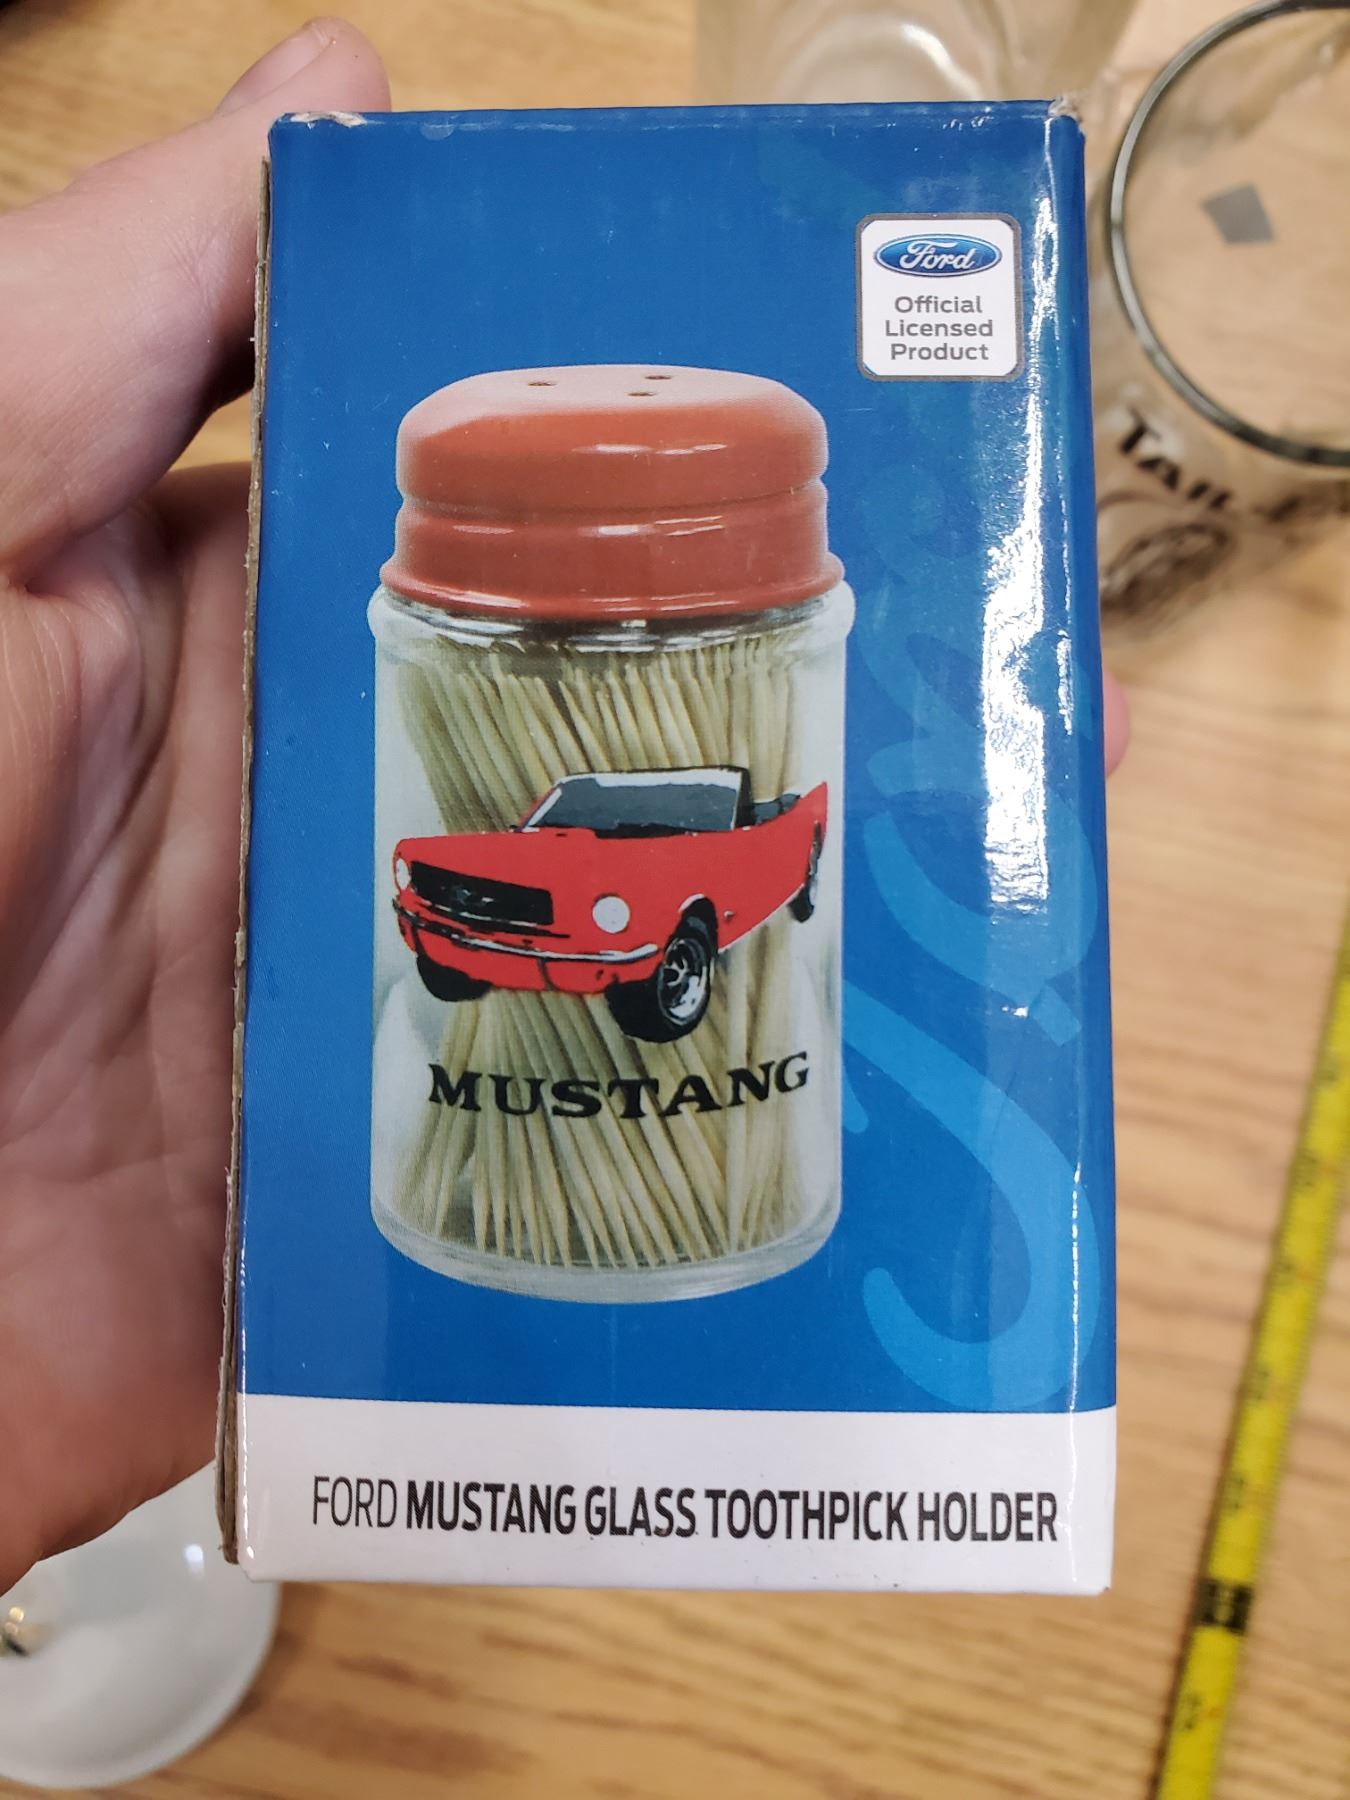 Ford
Official
Licensed
Product
MUSTANG
FORD MUSTANG GLASS TOOTHPICK HOLDER